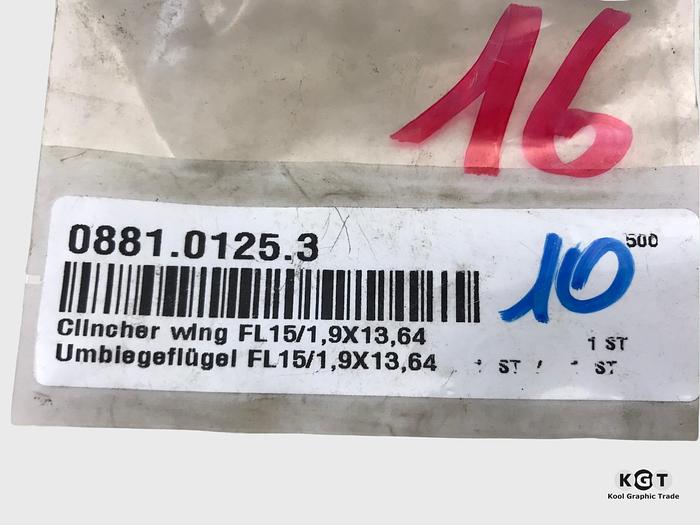 16
0881.0125.3
500
10
Clincher wing FL15/1,9X13,64
1 ST
Umbiegeflügel FL15/1,9X13,64
ST / ST
KGT
Kool Graphic Trade